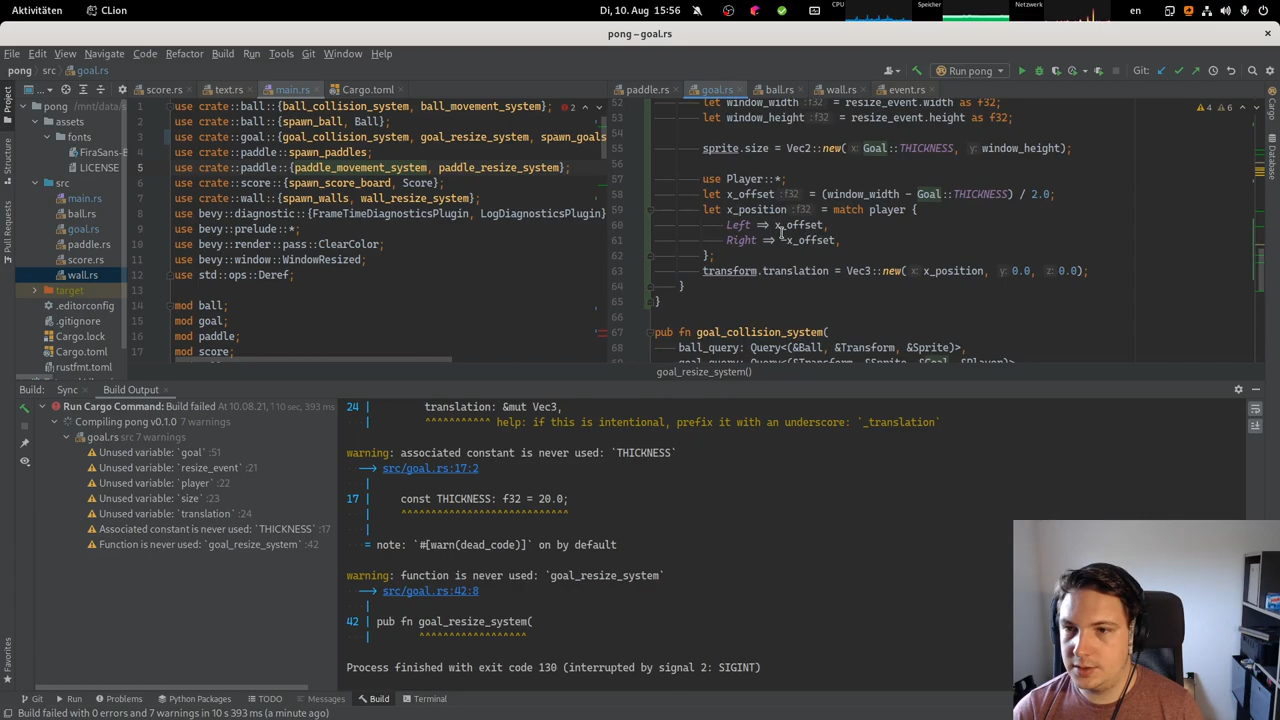 Aktivitäten CLion Di, 10. Aug 15:56 CPU Speicher Netzwerk en
pong – goal.rs
File Edit View Navigate Code Refactor Build Run Tools Git Window Help
pong src goal.rs Run pong Git:
score.rs text.rs main.rs Cargo.toml paddle.rs goal.rs ball.rs wall.rs event.rs
Project
Structure
Pull Requests
Favorites
pong /mnt/data/s
assets
fonts
FiraSans-B
LICENSE
src
main.rs
ball.rs
goal.rs
paddle.rs
score.rs
wall.rs
target
.editorconfig
.gitignore
Cargo.lock
Cargo.toml
rustfmt.toml
1 use crate::ball::{ball_collision_system, ball_movement_system}; 2
2 use crate::ball::{spawn_ball, Ball};
3 use crate::goal::{goal_collision_system, goal_resize_system, spawn_goals
4 use crate::paddle::spawn_paddles;
5 use crate::paddle::{paddle_movement_system, paddle_resize_system};
6 use crate::score::{spawn_score_board, Score};
7 use crate::wall::{spawn_walls, wall_resize_system};
8 use bevy::diagnostic::{FrameTimeDiagnosticsPlugin, LogDiagnosticsPlugin}
9 use bevy::prelude::*;
10 use bevy::render::pass::ClearColor;
11 use bevy::window::WindowResized;
12 use std::ops::Deref;
13
14 mod ball;
15 mod goal;
16 mod paddle;
17 mod score;
52 let window_width :f32 = resize_event.width as f32; 4 6
53 let window_height :f32 = resize_event.height as f32;
54
55 sprite.size = Vec2::new( Goal::THICKNESS, window_height);
56
57 use Player::*;
58 let x_offset :f32 = (window_width - Goal::THICKNESS) / 2.0;
59 let x_position :f32 = match player {
60 Left => x_offset,
61 Right => -x_offset,
62 };
63 transform.translation = Vec3::new( x: x_position, y: 0.0, z: 0.0);
64 }
65 }
67 pub fn goal_collision_system(
68 ball_query: Query<(&Ball, &Transform, &Sprite)>,
goal_resize_system()
Build: Sync Build Output
Run Cargo Command: Build failed At 10.08.21, 10 sec, 393 ms
Compiling pong v0.1.0 7 warnings
goal.rs src 7 warnings
Unused variable: `goal` :51
Unused variable: `resize_event` :21
Unused variable: `player` :22
Unused variable: `size` :23
Unused variable: `translation` :24
Associated constant is never used: `THICKNESS` :17
Function is never used: `goal_resize_system` :42
24 | translation: &mut Vec3,
| ^^^^^^^^^^^ help: if this is intentional, prefix it with an underscore: `_translation`
warning: associated constant is never used: `THICKNESS`
--> src/goal.rs:17:2
|
17 | const THICKNESS: f32 = 20.0;
| ^^^^^^^^^^^^^^^^^^^^^^^^^^^^
= note: `#[warn(dead_code)]` on by default
warning: function is never used: `goal_resize_system`
--> src/goal.rs:42:8
|
42 | pub fn goal_resize_system(
| ^^^^^^^^^^^^^^^^^^
Process finished with exit code 130 (interrupted by signal 2: SIGINT)
Git Run Problems Python Packages TODO Messages Build Terminal
Build failed with 0 errors and 7 warnings in 10 s 393 ms (a minute ago)